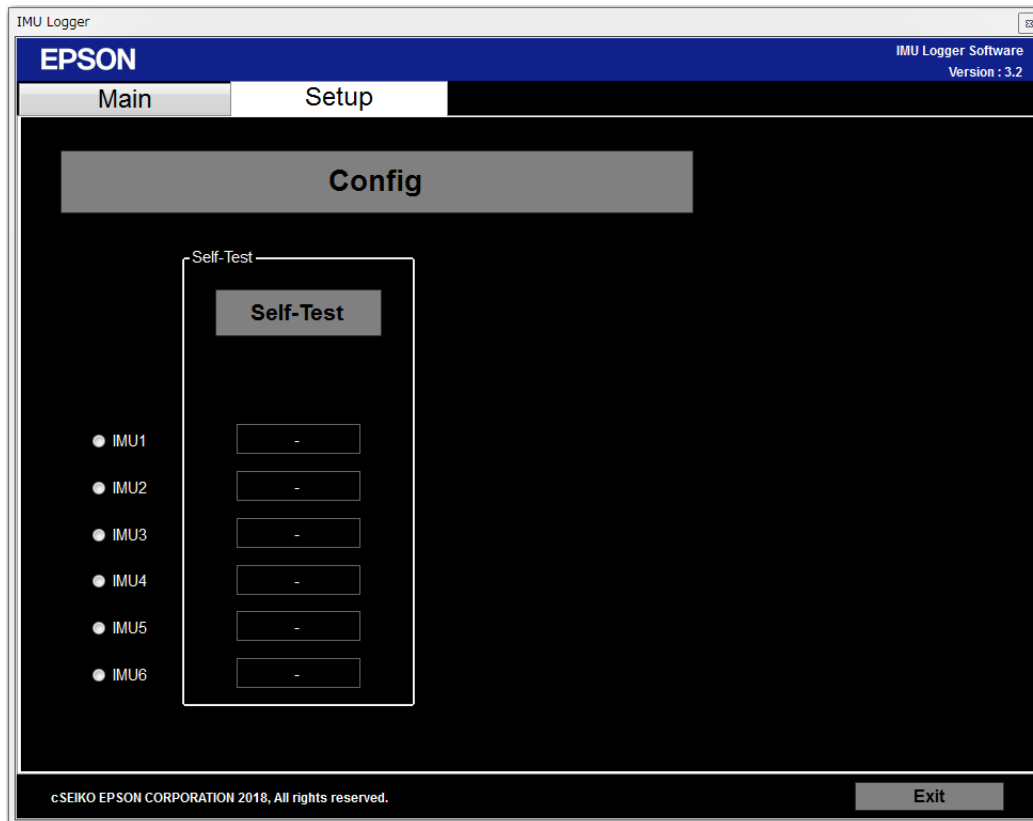 IMU Logger
EPSON
IMU Logger Software
Version : 3.2
Main
Setup
Config
Self-Test
Self-Test
IMU1 -
IMU2 -
IMU3 -
IMU4 -
IMU5 -
IMU6 -
cSEIKO EPSON CORPORATION 2018, All rights reserved.
Exit